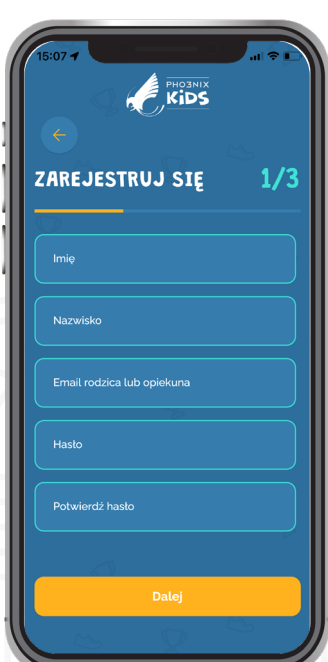 15:07
PHOENIX
KiDS
ZAREJESTRUJ SIĘ 1/3
Imię
Nazwisko
Email rodzica lub opiekuna
Hasło
Potwierdź hasło
Dalej